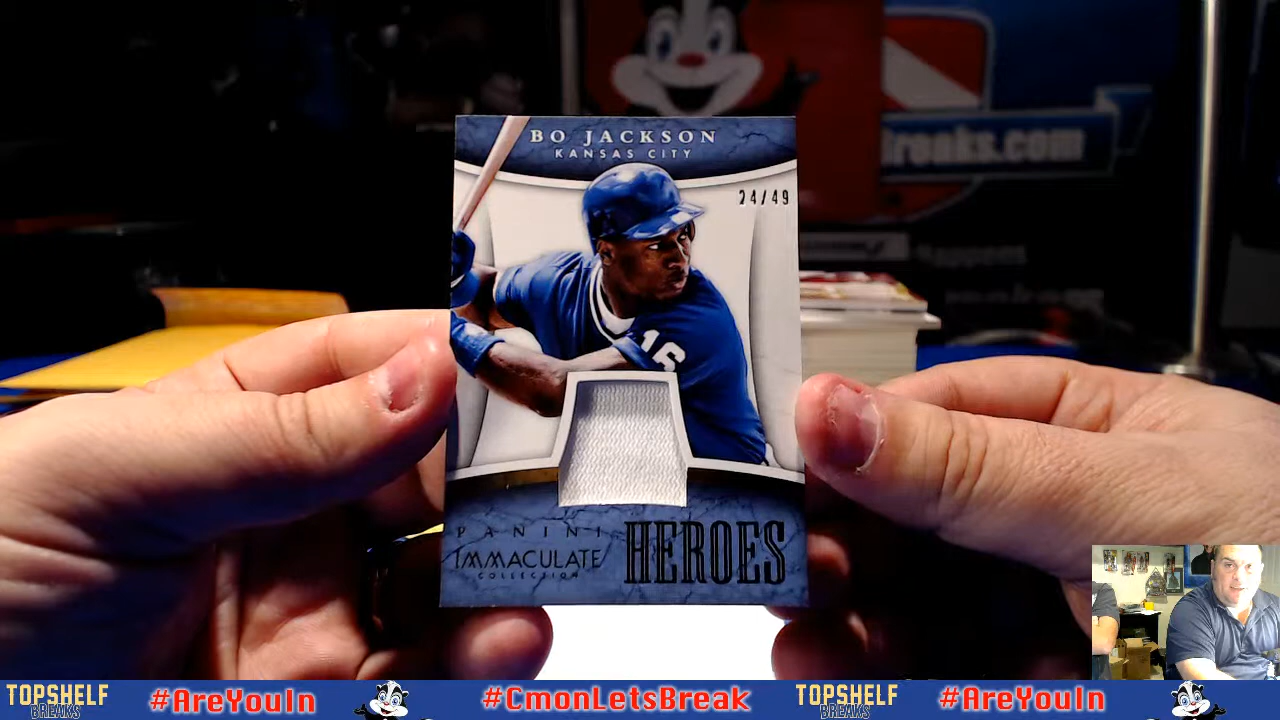 BO JACKSON
KANSAS CITY
24/49
16
PANINI
IMMACULATE
COLLECTION
HEROES
Breaks.com
TOPSHELF
BREAKS
#AreYouIn
#CmonLetsBreak
TOPSHELF
BREAKS
#AreYouIn